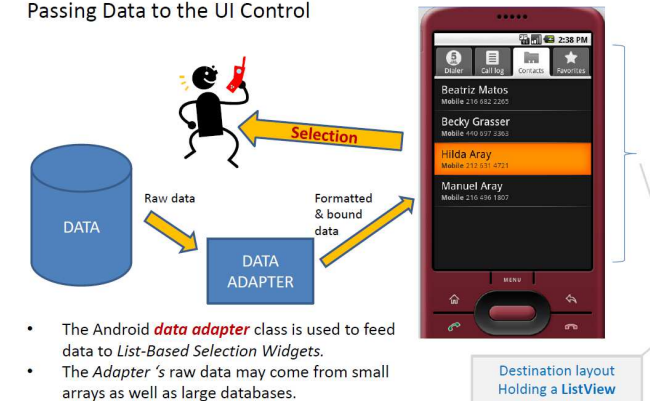 Passing Data to the UI Control
2:38 PM
Dialer
Call log
Contacts
Favorites
Beatriz Matos
Mobile 216 682 2265
Becky Grasser
Mobile 440 697 3363
Hilda Aray
Mobile 212 631 4721
Manuel Aray
Mobile 216 496 1807
MENU
Selection
Raw data
Formatted
& bound
data
DATA
DATA
ADAPTER
• The Android data adapter class is used to feed
data to List-Based Selection Widgets.
• The Adapter ‘s raw data may come from small
arrays as well as large databases.
Destination layout
Holding a ListView